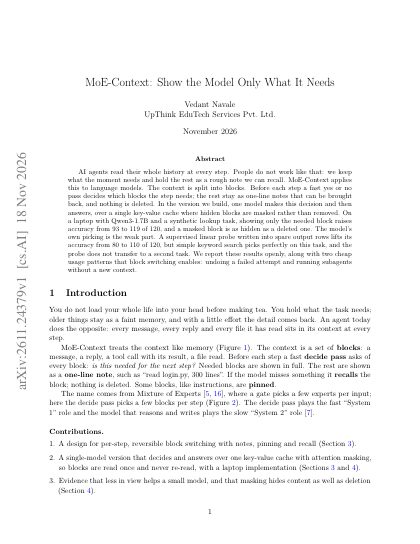 MoE-Context: Show the Model Only What It Needs
Vedant Navale
UpThink EduTech Services Pvt. Ltd.
November 2026
Abstract
AI agents read their whole history at every step. People do not work like that: we keep
what the moment needs and hold the rest as a rough note we can recall. MoE-Context applies
this to language models. The context is split into blocks. Before each step a fast yes or no
pass decides which blocks the step needs; the rest stay as one-line notes that can be brought
back, and nothing is deleted. In the version we build, one model makes this decision and then
answers, over a single key-value cache where hidden blocks are masked rather than removed. On
a laptop with Qwen3-1.7B and a synthetic lookup task, showing only the needed block raises
accuracy from 93 to 119 of 120, and a masked block is as hidden as a deleted one. The model's
own picking is the weak part. A supervised linear probe written into spare output rows lifts its
accuracy from 80 to 110 of 120, but simple keyword search picks perfectly on this task, and
the probe does not transfer to a second task. We report these results openly, along with two cheap
usage patterns that block switching enables: undoing a failed attempt and running subagents
without a new context.
1 Introduction
You do not load your whole life into your head before making tea. You hold what the task needs;
older things stay as a faint memory, and with a little effort the detail comes back. An agent today
does the opposite: every message, every reply and every file it has read sits in its context at every
step.
MoE-Context treats the context like memory (Figure 1). The context is a set of blocks: a
message, a reply, a tool call with its result, a file read. Before each step a fast decide pass asks
of every block: is this needed for the next step? Needed blocks are shown in full. The rest are
shown as a one-line note, such as "read login.py, 300 lines". If the model misses something it recalls
the block; nothing is deleted. Some blocks, like instructions, are pinned.
The name comes from Mixture of Experts [5, 16], where a gate picks a few experts per input;
here the decide pass picks a few blocks per step (Figure 2). The decide pass plays the fast "System
1" role and the model that reasons and writes plays the slow "System 2" role [7].
Contributions.
1. A design for per-step, reversible block switching with notes, pinning and recall (Section 3).
2. A single-model version that decides and answers over one key-value cache with attention masking,
so blocks are read once and never re-read, with a laptop implementation (Sections 3 and 4).
3. Evidence that less in view helps a small model, and that masking hides content as well as deletion
(Section 4).
1
arXiv:2611.24379v1 [cs.AI] 18 Nov 2026